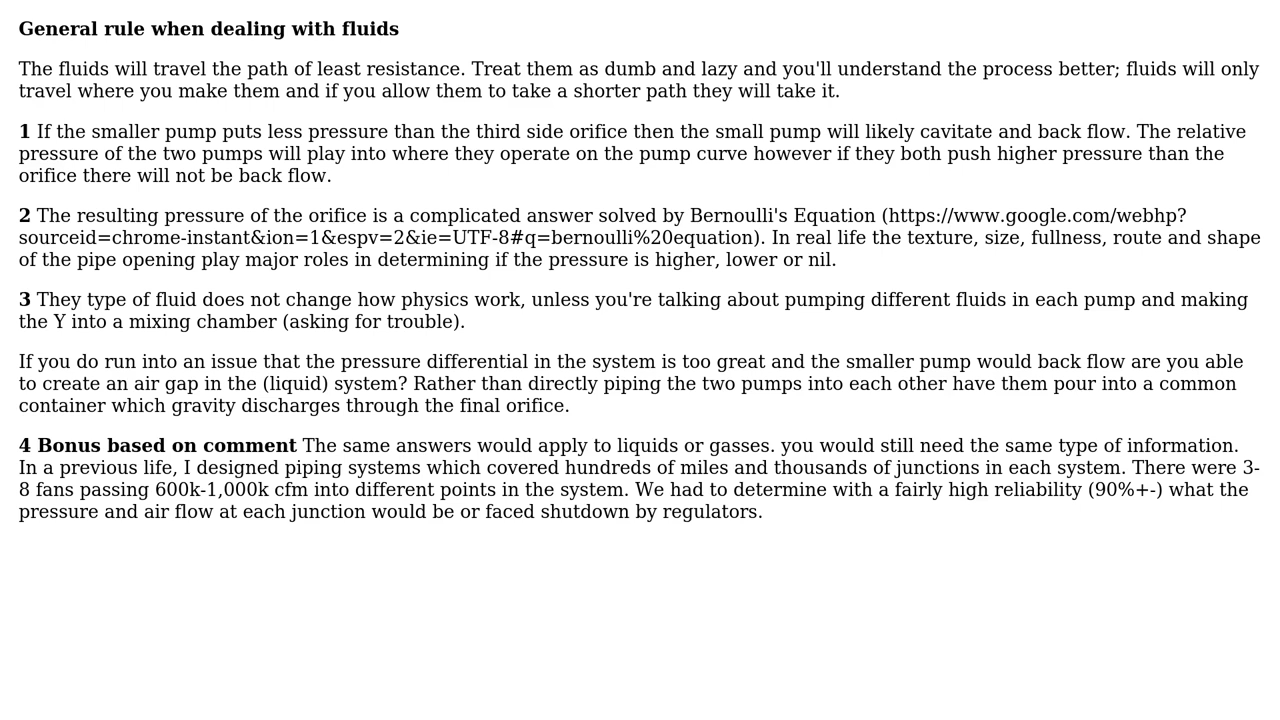 General rule when dealing with fluids
The fluids will travel the path of least resistance. Treat them as dumb and lazy and you'll understand the process better; fluids will only
travel where you make them and if you allow them to take a shorter path they will take it.
1 If the smaller pump puts less pressure than the third side orifice then the small pump will likely cavitate and back flow. The relative
pressure of the two pumps will play into where they operate on the pump curve however if they both push higher pressure than the
orifice there will not be back flow.
2 The resulting pressure of the orifice is a complicated answer solved by Bernoulli's Equation (https://www.google.com/webhp?
sourceid=chrome-instant&ion=1&espv=2&ie=UTF-8#q=bernoulli%20equation). In real life the texture, size, fullness, route and shape
of the pipe opening play major roles in determining if the pressure is higher, lower or nil.
3 They type of fluid does not change how physics work, unless you're talking about pumping different fluids in each pump and making
the Y into a mixing chamber (asking for trouble).
If you do run into an issue that the pressure differential in the system is too great and the smaller pump would back flow are you able
to create an air gap in the (liquid) system? Rather than directly piping the two pumps into each other have them pour into a common
container which gravity discharges through the final orifice.
4 Bonus based on comment The same answers would apply to liquids or gasses. you would still need the same type of information.
In a previous life, I designed piping systems which covered hundreds of miles and thousands of junctions in each system. There were 3-
8 fans passing 600k-1,000k cfm into different points in the system. We had to determine with a fairly high reliability (90%+-) what the
pressure and air flow at each junction would be or faced shutdown by regulators.